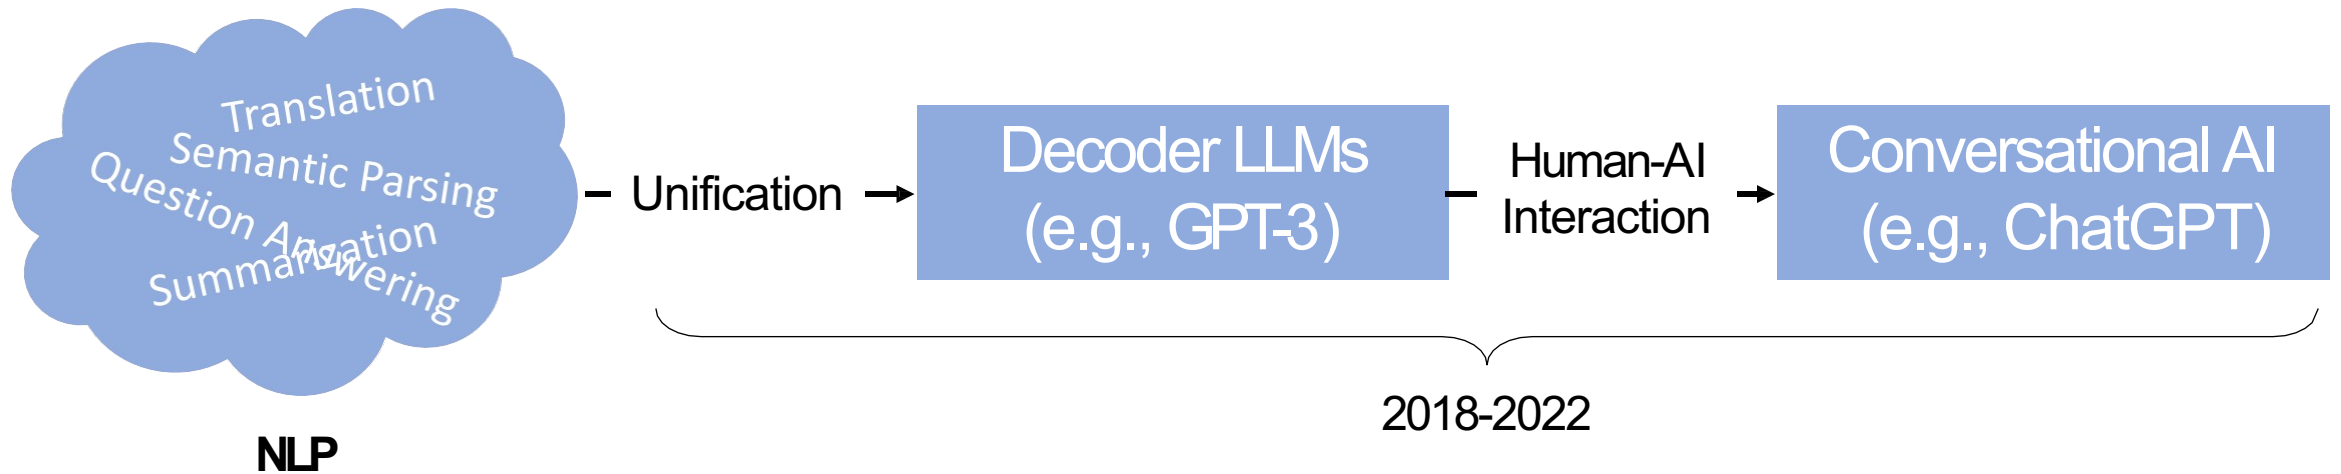 Translation
Semantic Parsing
Question Answering
Summarization
NLP
Unification
Decoder LLMs
(e.g., GPT-3)
Human-AI
Interaction
Conversational AI
(e.g., ChatGPT)
2018-2022